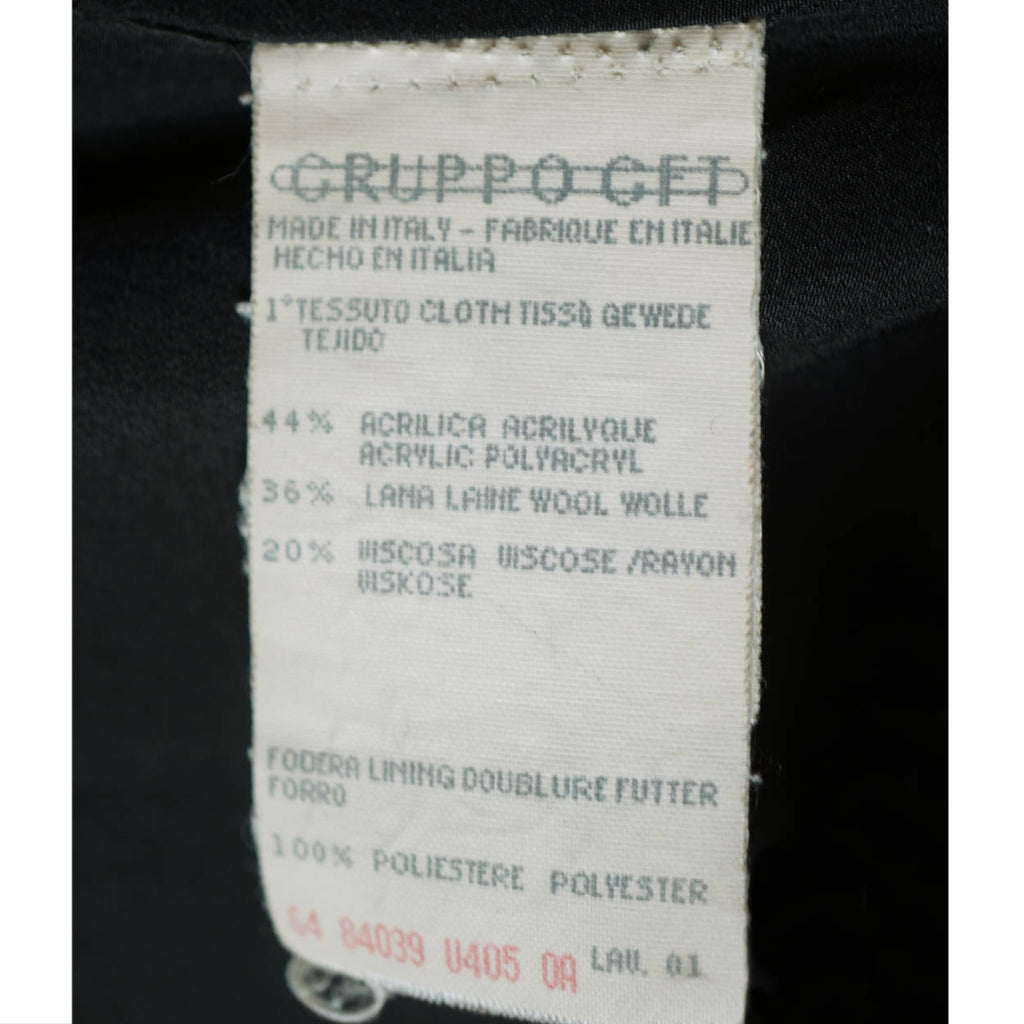 GRUPPO GFT
MADE IN ITALY - FABRIQUE EN ITALIE
HECHO EN ITALIA
1°TESSUTO CLOTH TISSÙ GEWEDE
TEJIDO
44% ACRILICA ACRILYQUE
ACRYLIC POLYACRYL
36% LANA LAINE WOOL WOLLE
20% VISCOSA VISCOSE/RAYON
VISKOSE
FODERA LINING DOUBLURE FUTTER
FORRO
100% POLIESTERE POLYESTER
64 84039 U405 0A LAV. 01